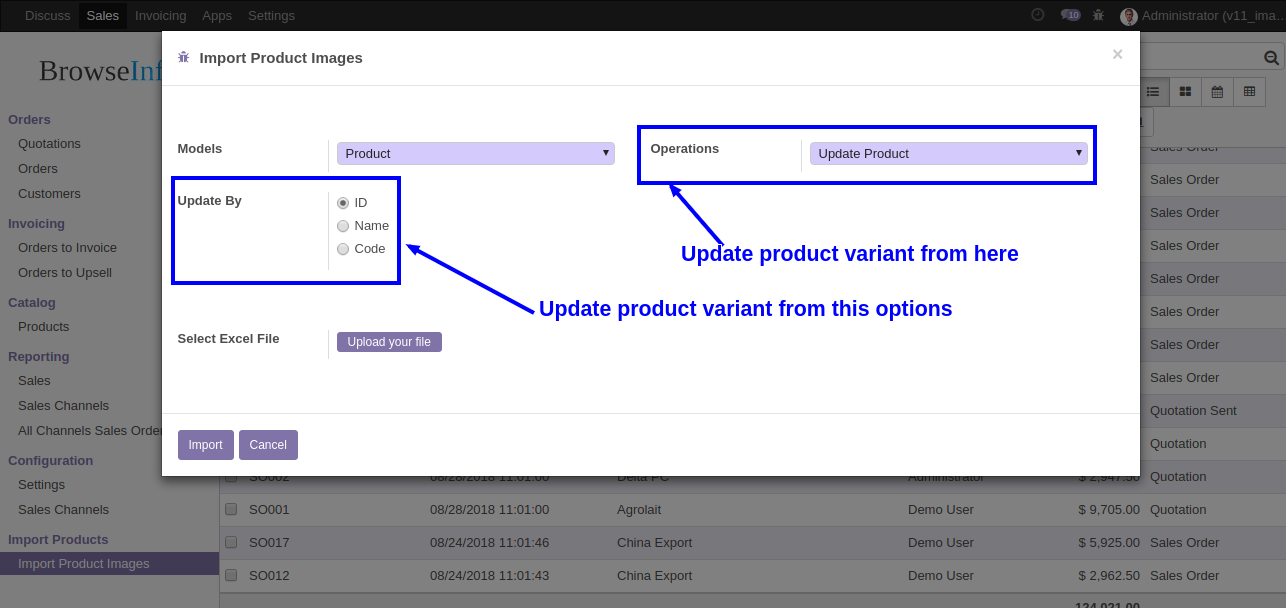 Discuss Sales Invoicing Apps Settings 10 Administrator (v11_ima...
Import Product Images ×
BrowseInf
Orders
Quotations
Orders
Customers
Invoicing
Orders to Invoice
Orders to Upsell
Catalog
Products
Reporting
Sales
Sales Channels
All Channels Sales Order
Configuration
Settings
Sales Channels
Import Products
Import Product Images
Models Product
Operations Update Product
Update By
ID
Name
Code
Update product variant from here
Update product variant from this options
Select Excel File Upload your file
Import Cancel
Sales Order
Sales Order
Sales Order
Sales Order
Sales Order
Sales Order
Sales Order
Sales Order
Quotation Sent
Quotation
SO002 08/28/2018 11:01:00 Delta PC Administrator $ 2,947.50 Quotation
SO001 08/28/2018 11:01:00 Agrolait Demo User $ 9,705.00 Quotation
SO017 08/24/2018 11:01:46 China Export Demo User $ 5,925.00 Sales Order
SO012 08/24/2018 11:01:43 China Export Demo User $ 2,962.50 Sales Order